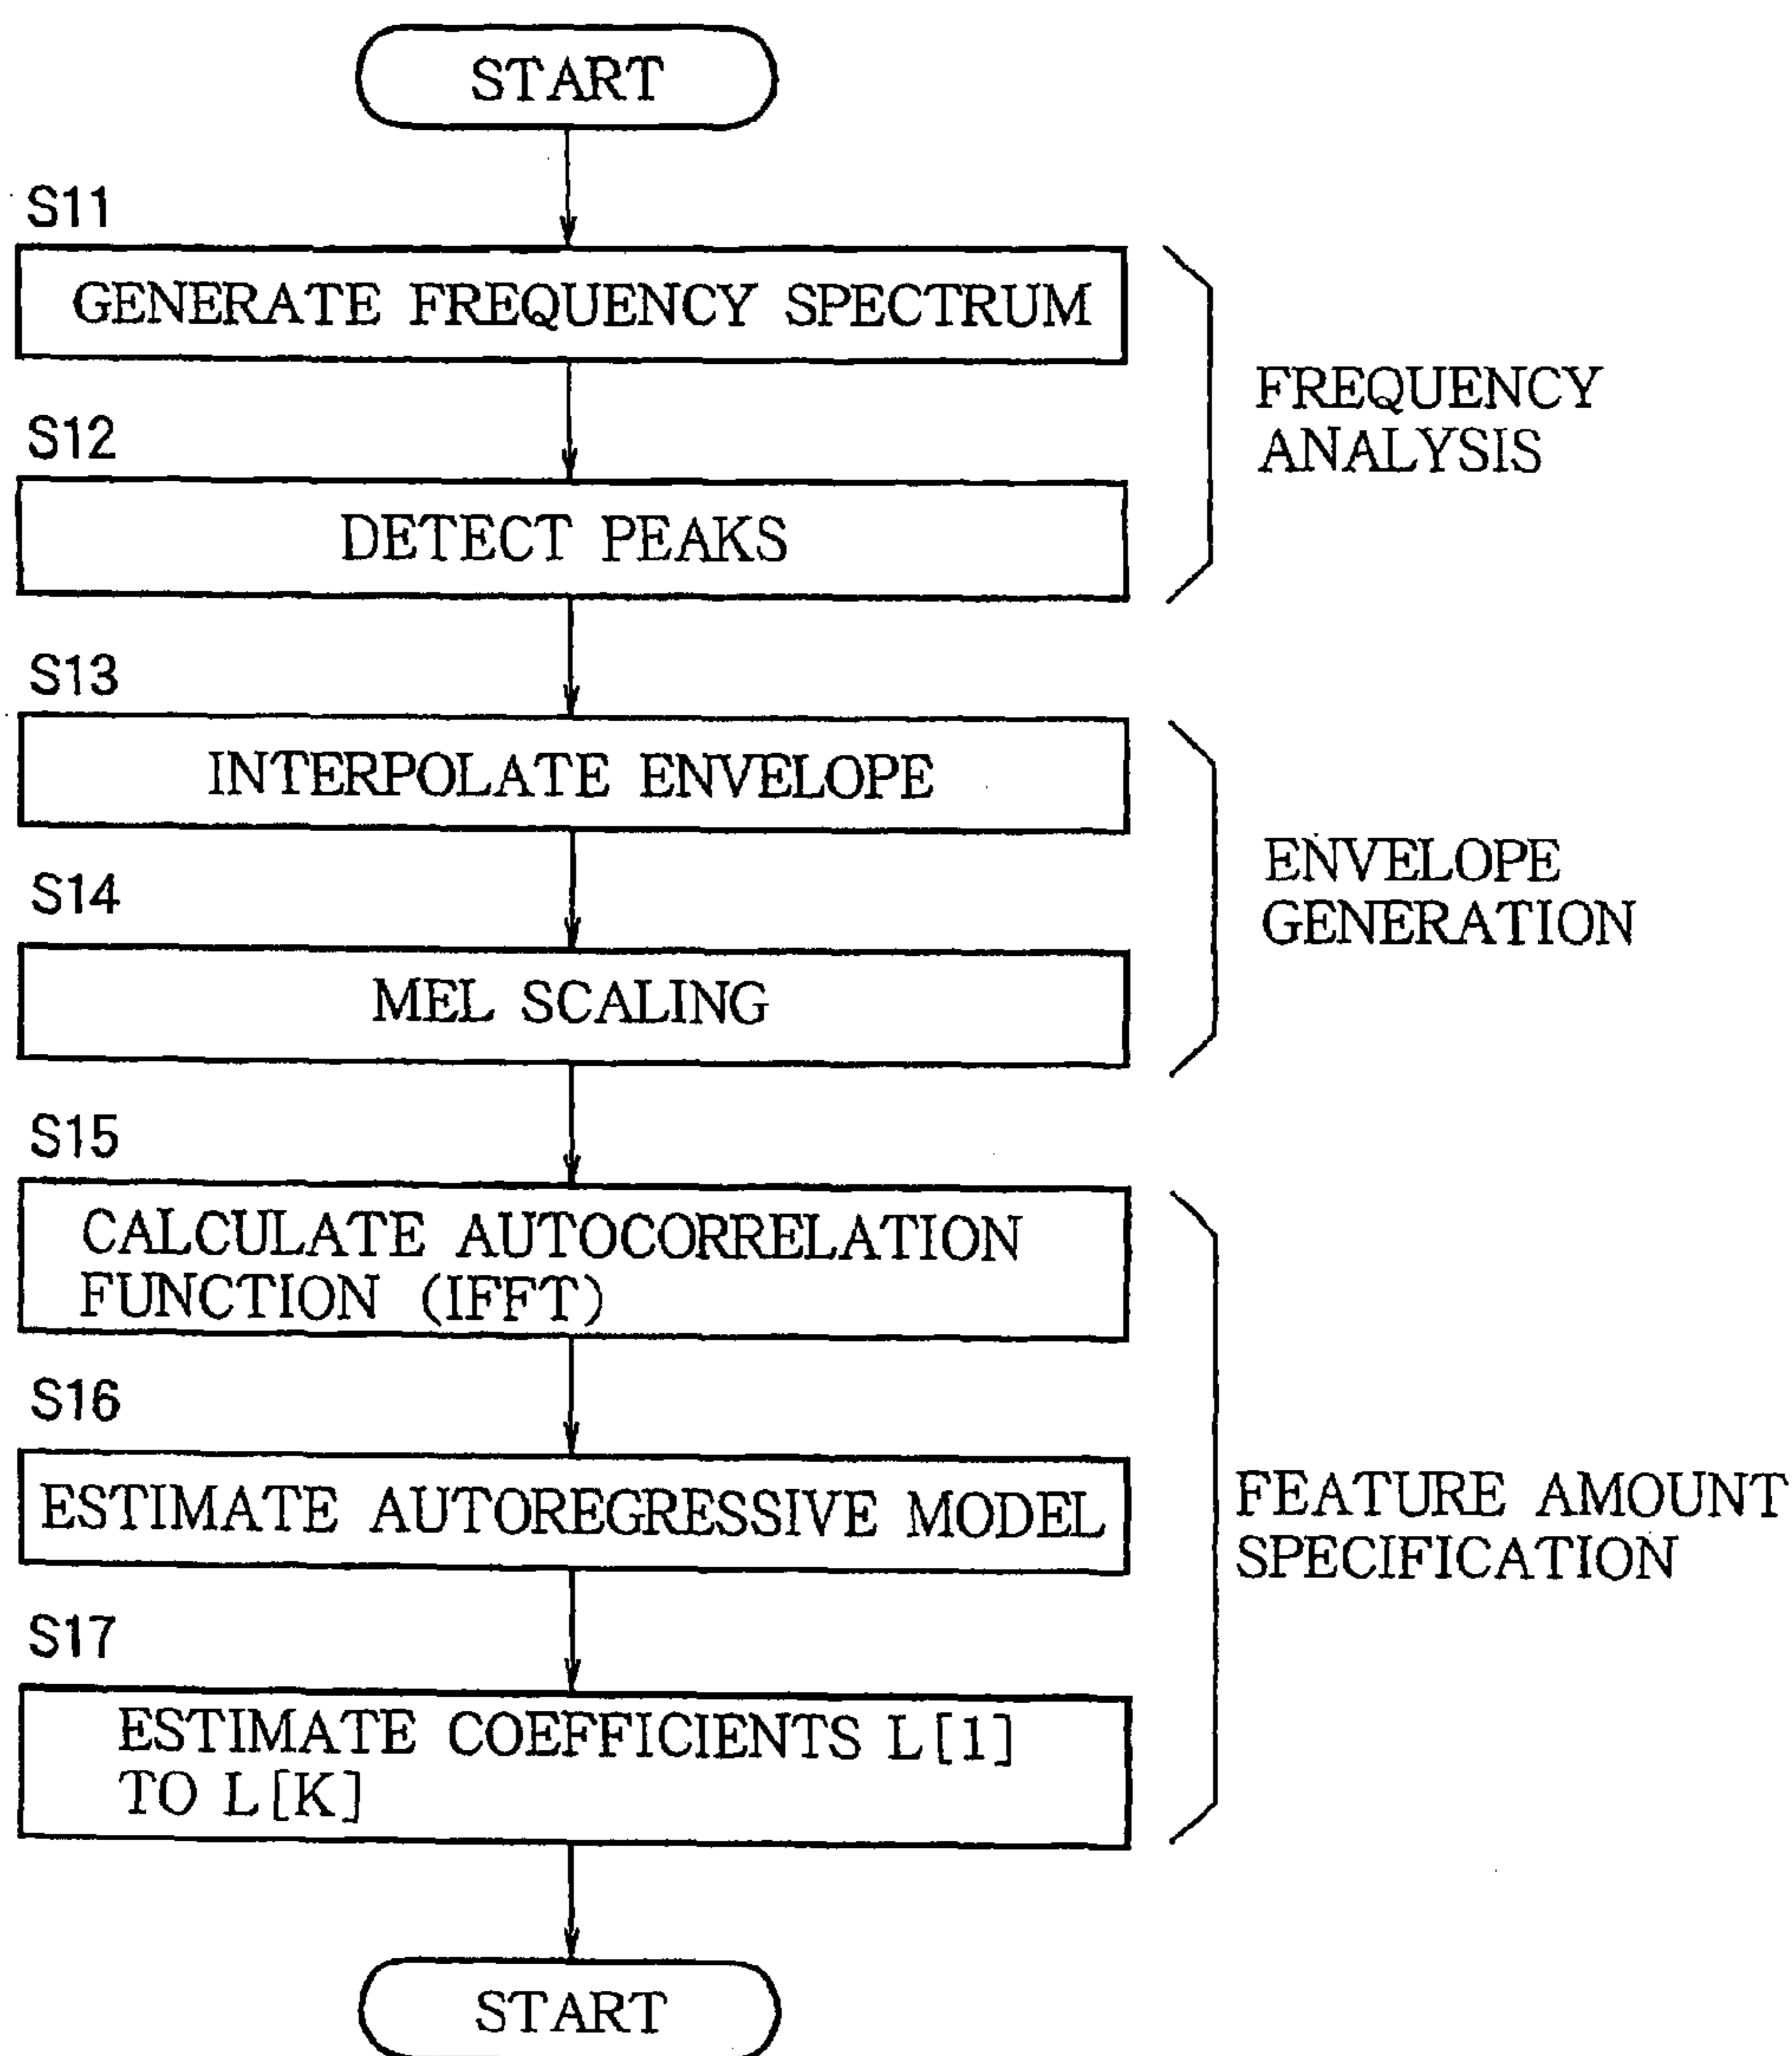 START
S11
GENERATE FREQUENCY SPECTRUM
FREQUENCY
ANALYSIS
S12
DETECT PEAKS
S13
INTERPOLATE ENVELOPE
ENVELOPE
GENERATION
S14
MEL SCALING
S15
CALCULATE AUTOCORRELATION
FUNCTION (IFFT)
S16
ESTIMATE AUTOREGRESSIVE MODEL
FEATURE AMOUNT
SPECIFICATION
S17
ESTIMATE COEFFICIENTS L[1]
TO L[K]
START